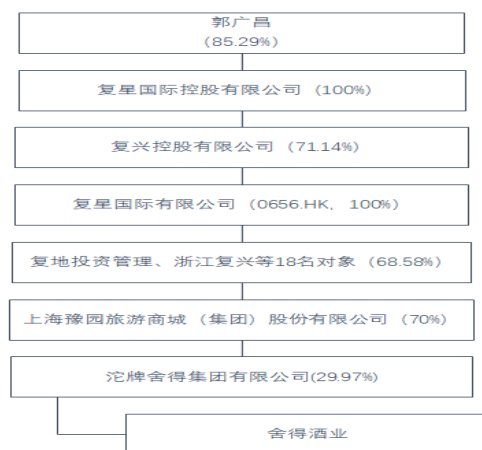 郭广昌
(85.29%)
复星国际控股有限公司 (100%)
复兴控股有限公司 (71.14%)
复星国际有限公司 (0656.HK, 100%)
复地投资管理、浙江复兴等18名对象 (68.58%)
上海豫园旅游商城 (集团) 股份有限公司 (70%)
沱牌舍得集团有限公司(29.97%)
舍得酒业